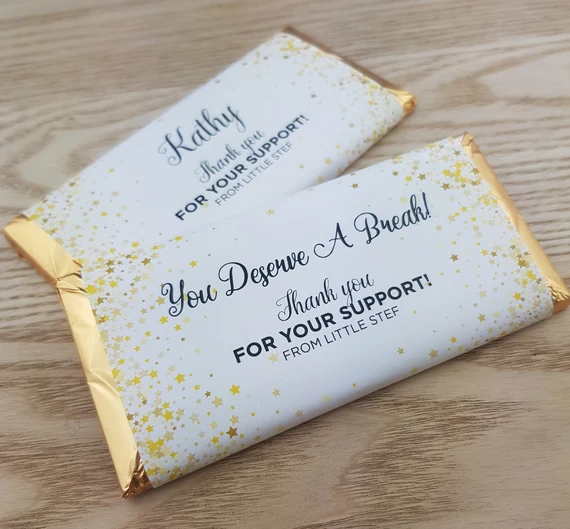 Kathy
Thank you
FOR YOUR SUPPORT!
FROM LITTLE STEF
You Deserve A Break!
Thank you
FOR YOUR SUPPORT!
FROM LITTLE STEF